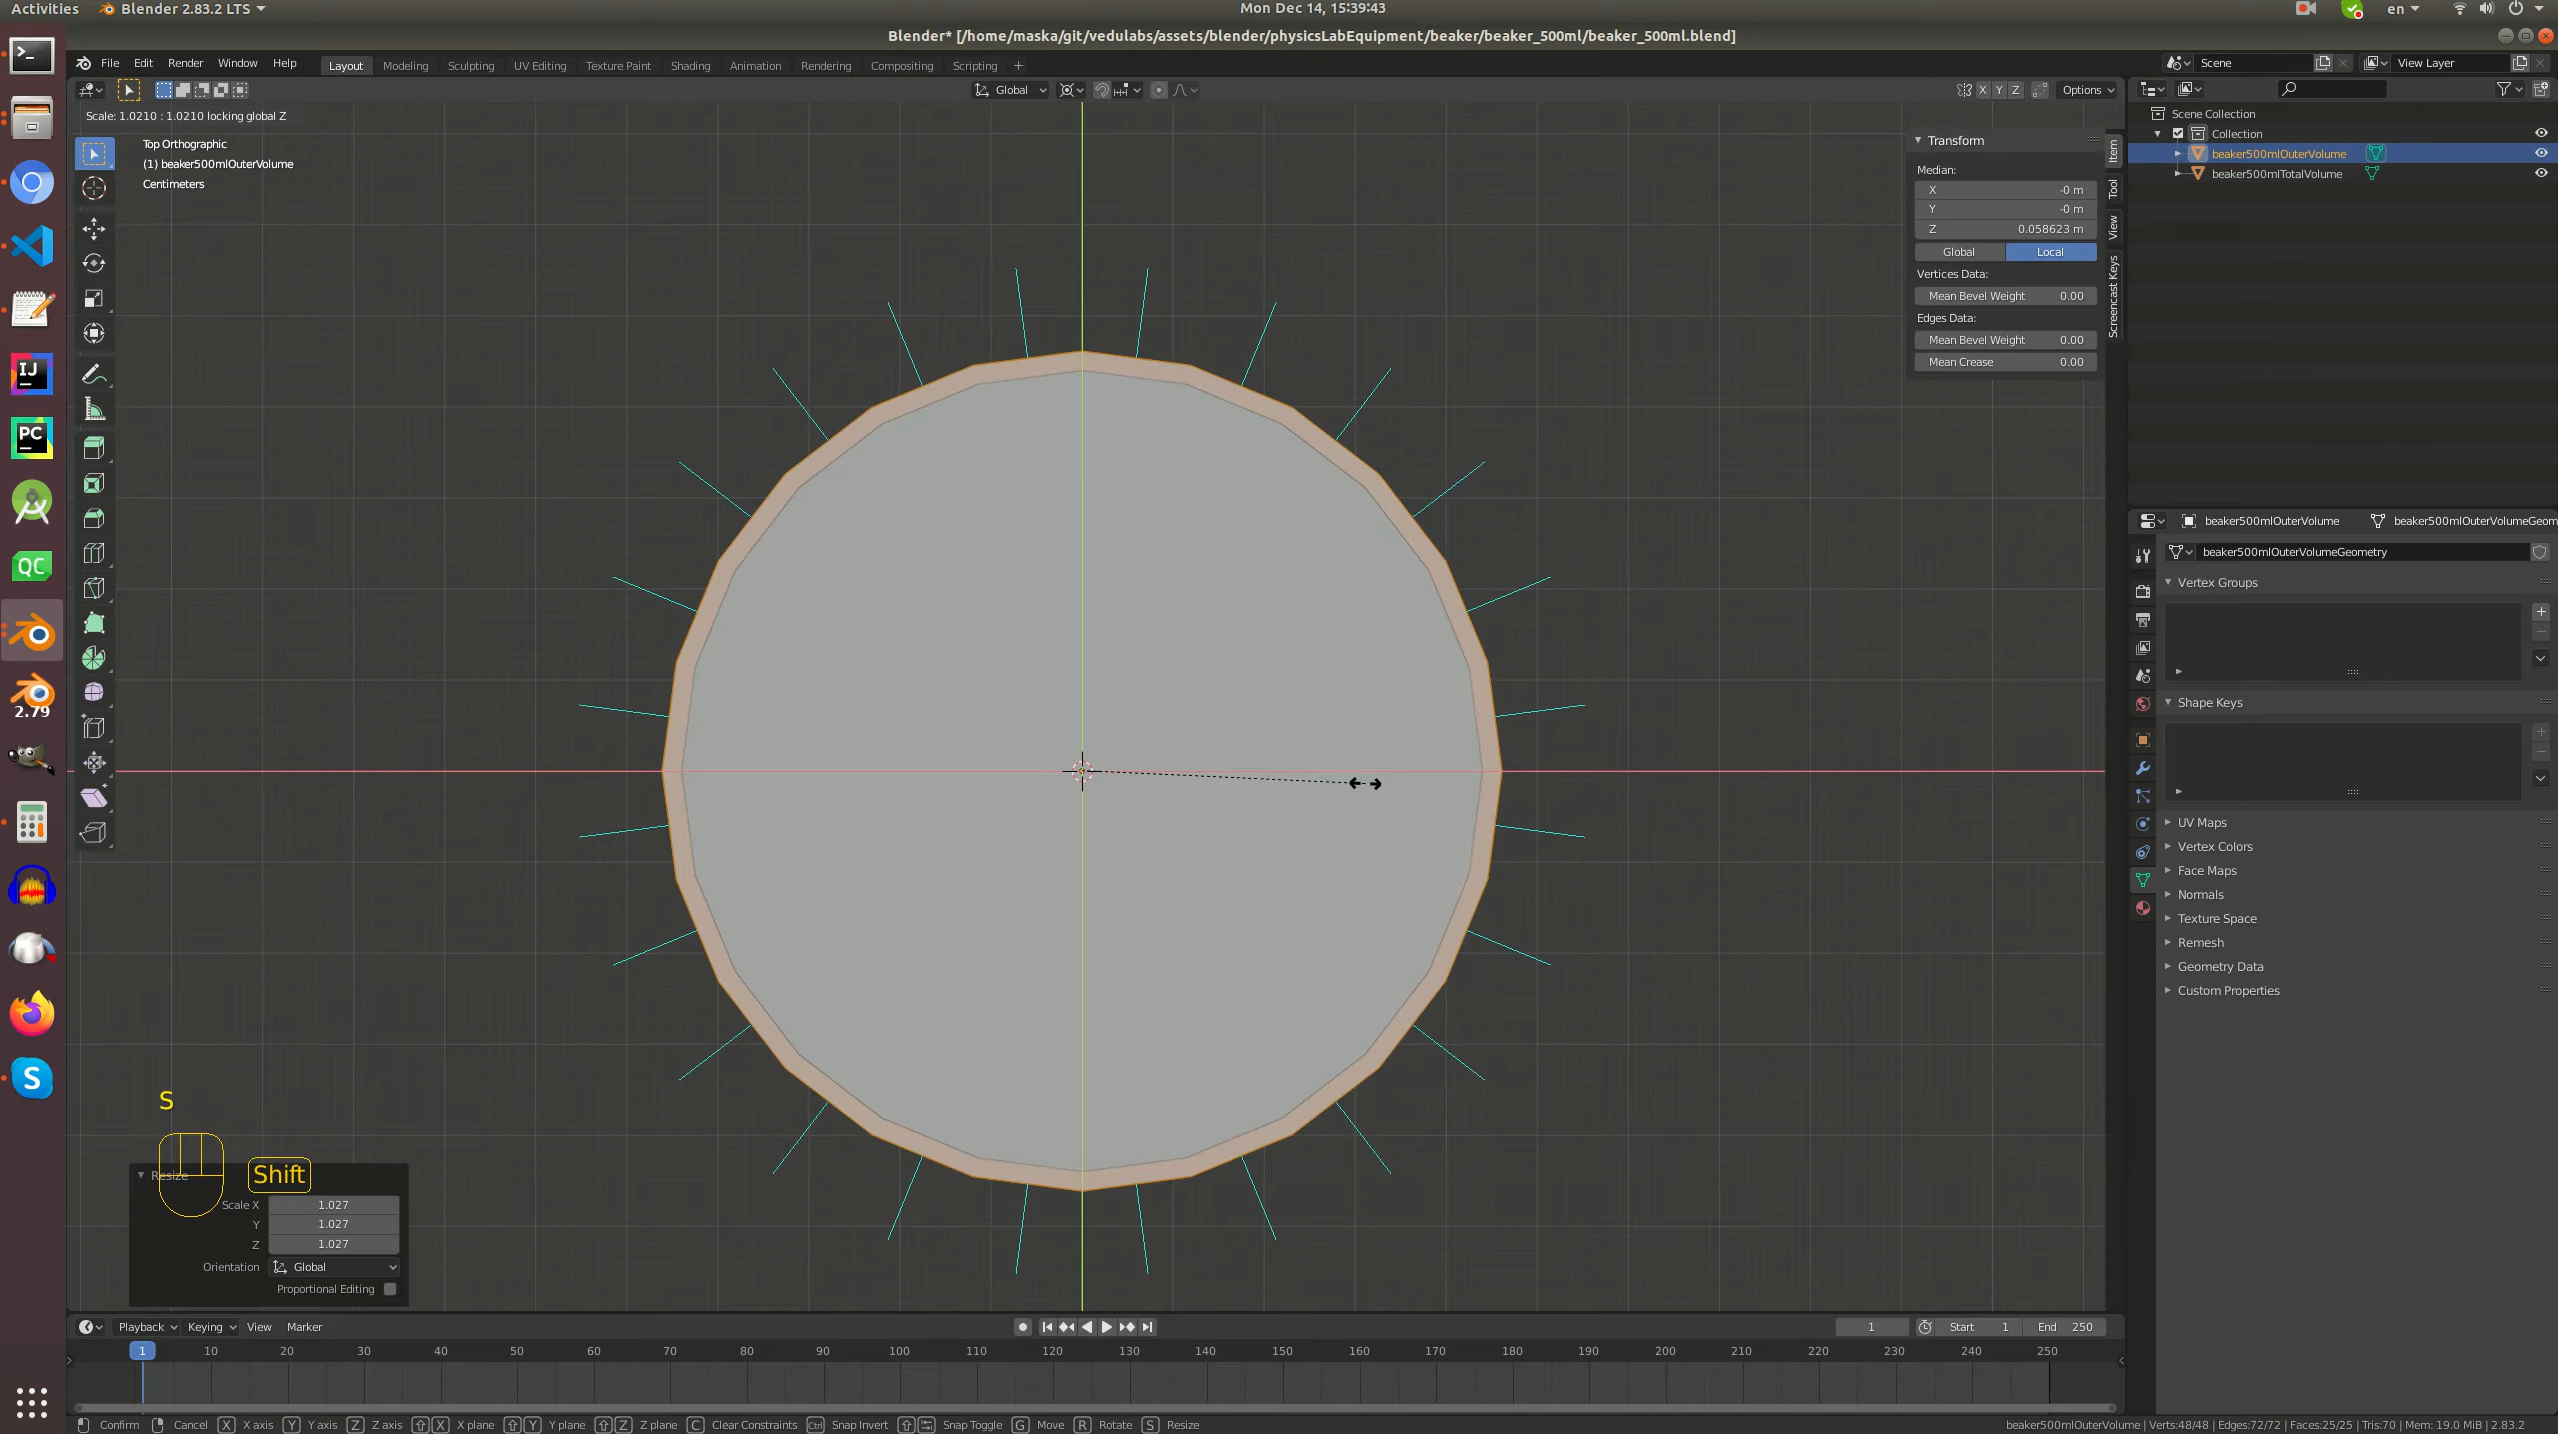 Activities
Blender 2.83.2 LTS
Mon Dec 14, 15:39:43
en
Blender* [/home/maska/git/vedulabs/assets/blender/physicsLabEquipment/beaker/beaker_500ml/beaker_500ml.blend]
File Edit Render Window Help
Layout Modeling Sculpting UV Editing Texture Paint Shading Animation Rendering Compositing Scripting +
Scene
View Layer
Global
X Y Z
Options
Scale: 1.0210 : 1.0210 locking global Z
Top Orthographic
(1) beaker500mlOuterVolume
Centimeters
Transform
Median:
X -0 m
Y -0 m
Z 0.058623 m
Global Local
Vertices Data:
Mean Bevel Weight 0.00
Edges Data:
Mean Bevel Weight 0.00
Mean Crease 0.00
Item
Tool
View
Screencast Keys
Scene Collection
Collection
beaker500mlOuterVolume
beaker500mlTotalVolume
beaker500mlOuterVolume
beaker500mlOuterVolumeGeom
beaker500mlOuterVolumeGeometry
Vertex Groups
Shape Keys
UV Maps
Vertex Colors
Face Maps
Normals
Texture Space
Remesh
Geometry Data
Custom Properties
IJ
PC
QC
2.79
S
Shift
Resize
Scale X 1.027
Y 1.027
Z 1.027
Orientation Global
Proportional Editing
Playback Keying View Marker
1
Start 1
End 250
1 10 20 30 40 50 60 70 80 90 100 110 120 130 140 150 160 170 180 190 200 210 220 230 240 250
Confirm Cancel X X axis Y Y axis Z Z axis X X plane Y Y plane Z Z plane C Clear Constraints Ctrl Snap Invert Snap Toggle G Move R Rotate S Resize
beaker500mlOuterVolume | Verts:48/48 | Edges:72/72 | Faces:25/25 | Tris:70 | Mem: 19.0 MiB | 2.83.2